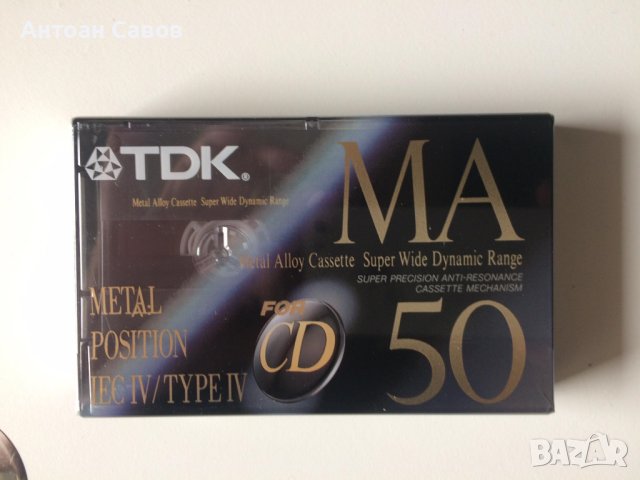 Антоан Савов
TDK®
MA
Metal Alloy Cassette Super Wide Dynamic Range
Metal Alloy Cassette Super Wide Dynamic Range
SUPER PRECISION ANTI-RESONANCE
CASSETTE MECHANISM
METAL
POSITION
IEC IV/TYPE IV
A
FOR
CD
50
BAZAR